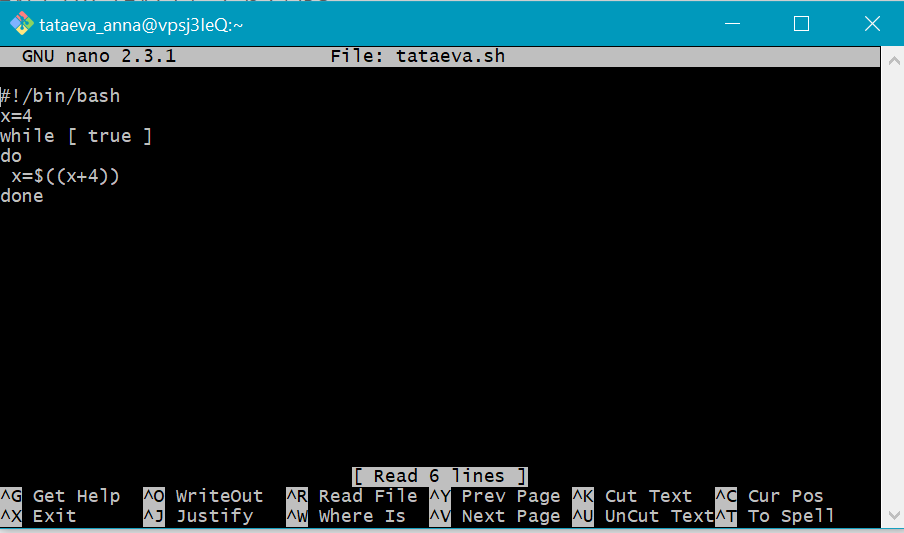 tataeva_anna@vpsj3leQ:~
GNU nano 2.3.1 File: tataeva.sh
#!/bin/bash
x=4
while [ true ]
do
 x=$((x+4))
done
[ Read 6 lines ]
^G Get Help ^O WriteOut ^R Read File ^Y Prev Page ^K Cut Text ^C Cur Pos
^X Exit ^J Justify ^W Where Is ^V Next Page ^U UnCut Text^T To Spell